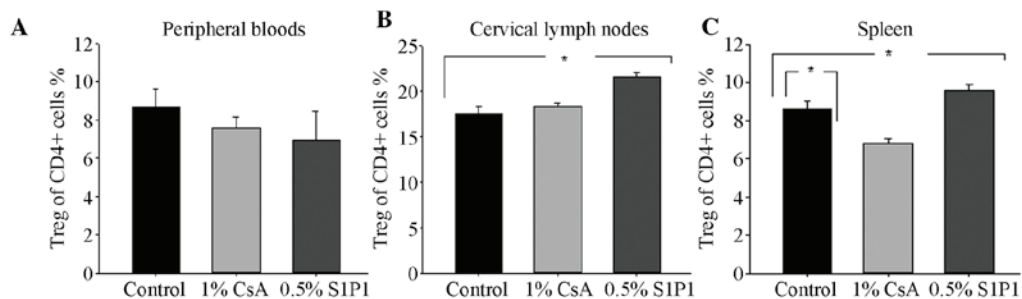 A
Peripheral bloods
Treg of CD4+ cells %
12
10
8
6
4
2
0
Control 1% CsA 0.5% S1P1
B
Cervical lymph nodes
*
Treg of CD4+ cells %
25
20
15
10
5
0
Control 1% CsA 0.5% S1P1
C
Spleen
*
*
Treg of CD4+ cells %
12
10
8
6
4
2
0
Control 1% CsA 0.5% S1P1